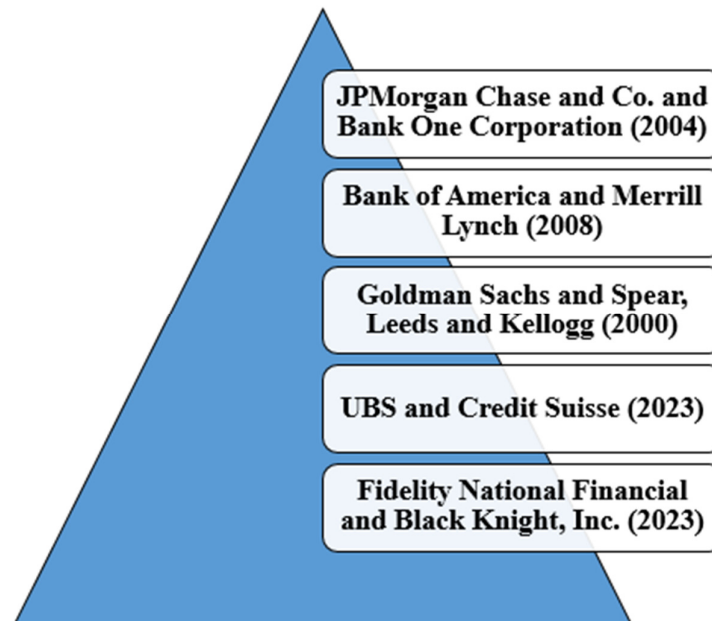 JPMorgan Chase and Co. and
Bank One Corporation (2004)
Bank of America and Merrill
Lynch (2008)
Goldman Sachs and Spear,
Leeds and Kellogg (2000)
UBS and Credit Suisse (2023)
Fidelity National Financial
and Black Knight, Inc. (2023)